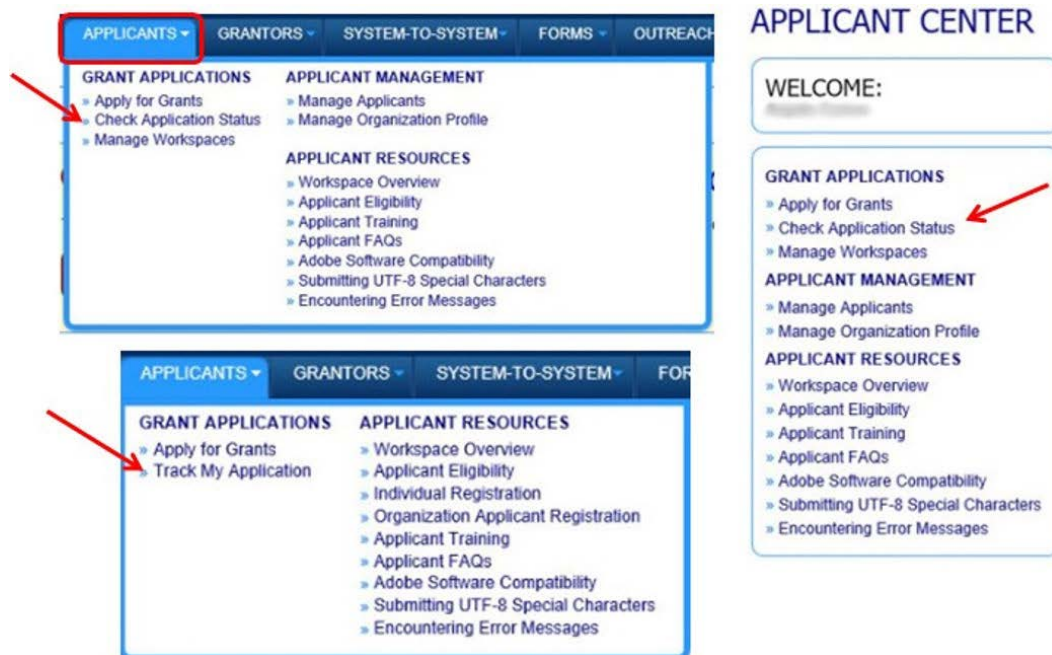 APPLICANTS GRANTORS SYSTEM-TO-SYSTEM FORMS OUTREACH
GRANT APPLICATIONS
» Apply for Grants
» Check Application Status
» Manage Workspaces
APPLICANT MANAGEMENT
» Manage Applicants
» Manage Organization Profile
APPLICANT RESOURCES
» Workspace Overview
» Applicant Eligibility
» Applicant Training
» Applicant FAQs
» Adobe Software Compatibility
» Submitting UTF-8 Special Characters
» Encountering Error Messages
APPLICANTS GRANTORS SYSTEM-TO-SYSTEM FOR
GRANT APPLICATIONS
» Apply for Grants
» Track My Application
APPLICANT RESOURCES
» Workspace Overview
» Applicant Eligibility
» Individual Registration
» Organization Applicant Registration
» Applicant Training
» Applicant FAQs
» Adobe Software Compatibility
» Submitting UTF-8 Special Characters
» Encountering Error Messages
APPLICANT CENTER
WELCOME:
GRANT APPLICATIONS
» Apply for Grants
» Check Application Status
» Manage Workspaces
APPLICANT MANAGEMENT
» Manage Applicants
» Manage Organization Profile
APPLICANT RESOURCES
» Workspace Overview
» Applicant Eligibility
» Applicant Training
» Applicant FAQs
» Adobe Software Compatibility
» Submitting UTF-8 Special Characters
» Encountering Error Messages